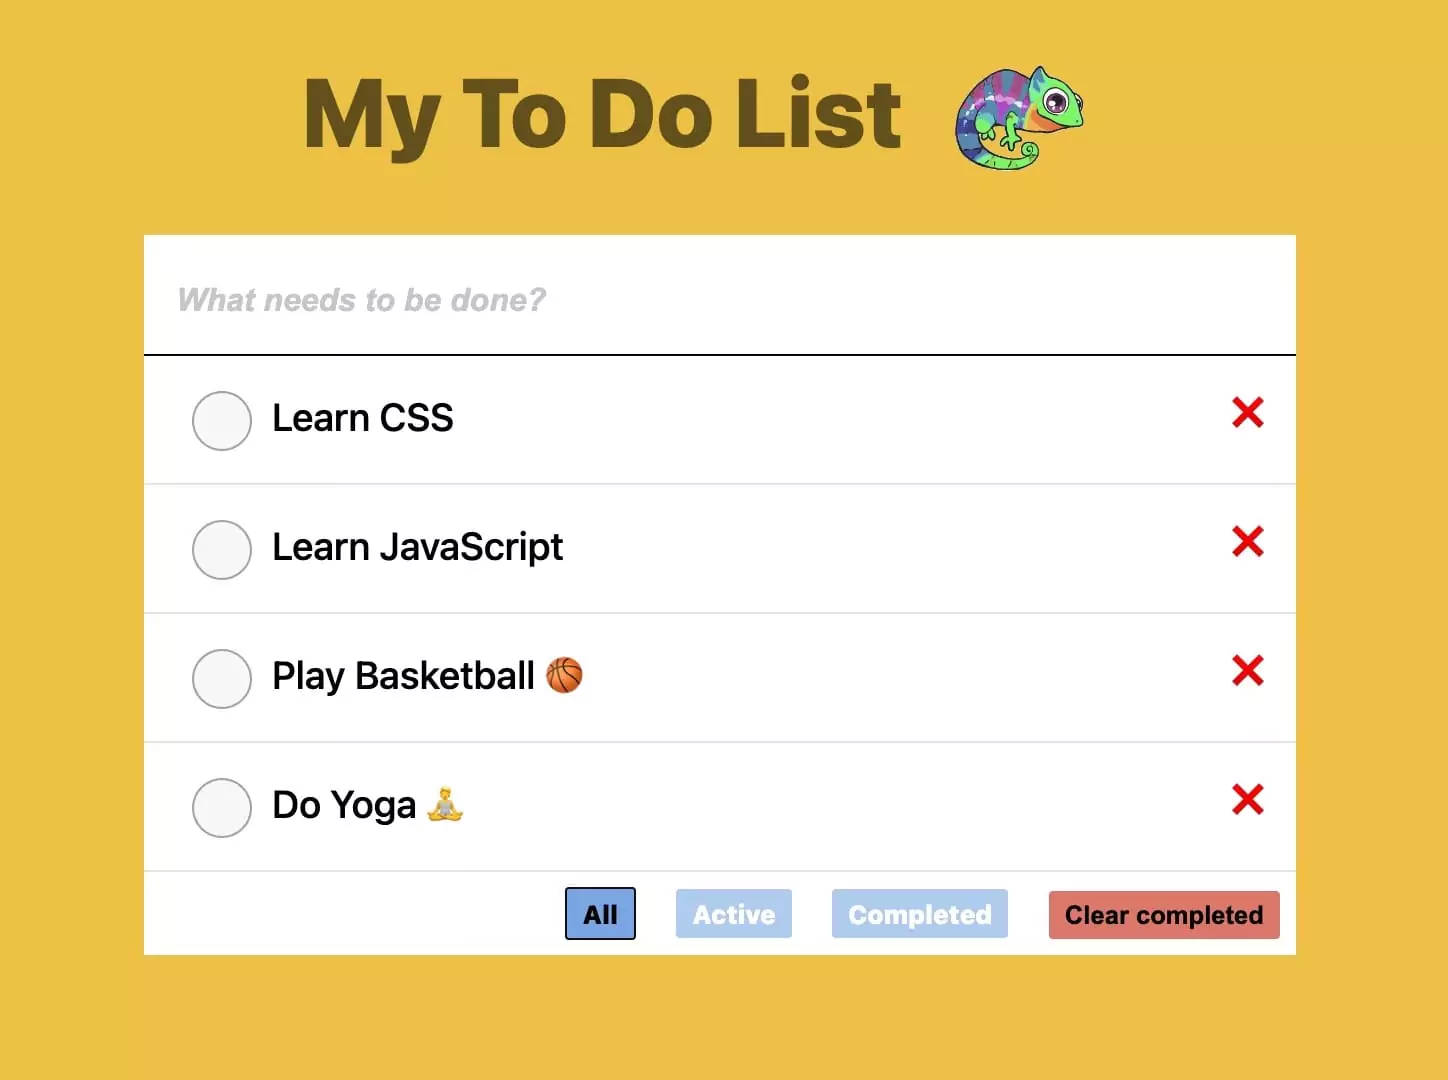 My To Do List
What needs to be done?
Learn CSS
Learn JavaScript
Play Basketball 🏀
Do Yoga 🧘
All Active Completed Clear completed